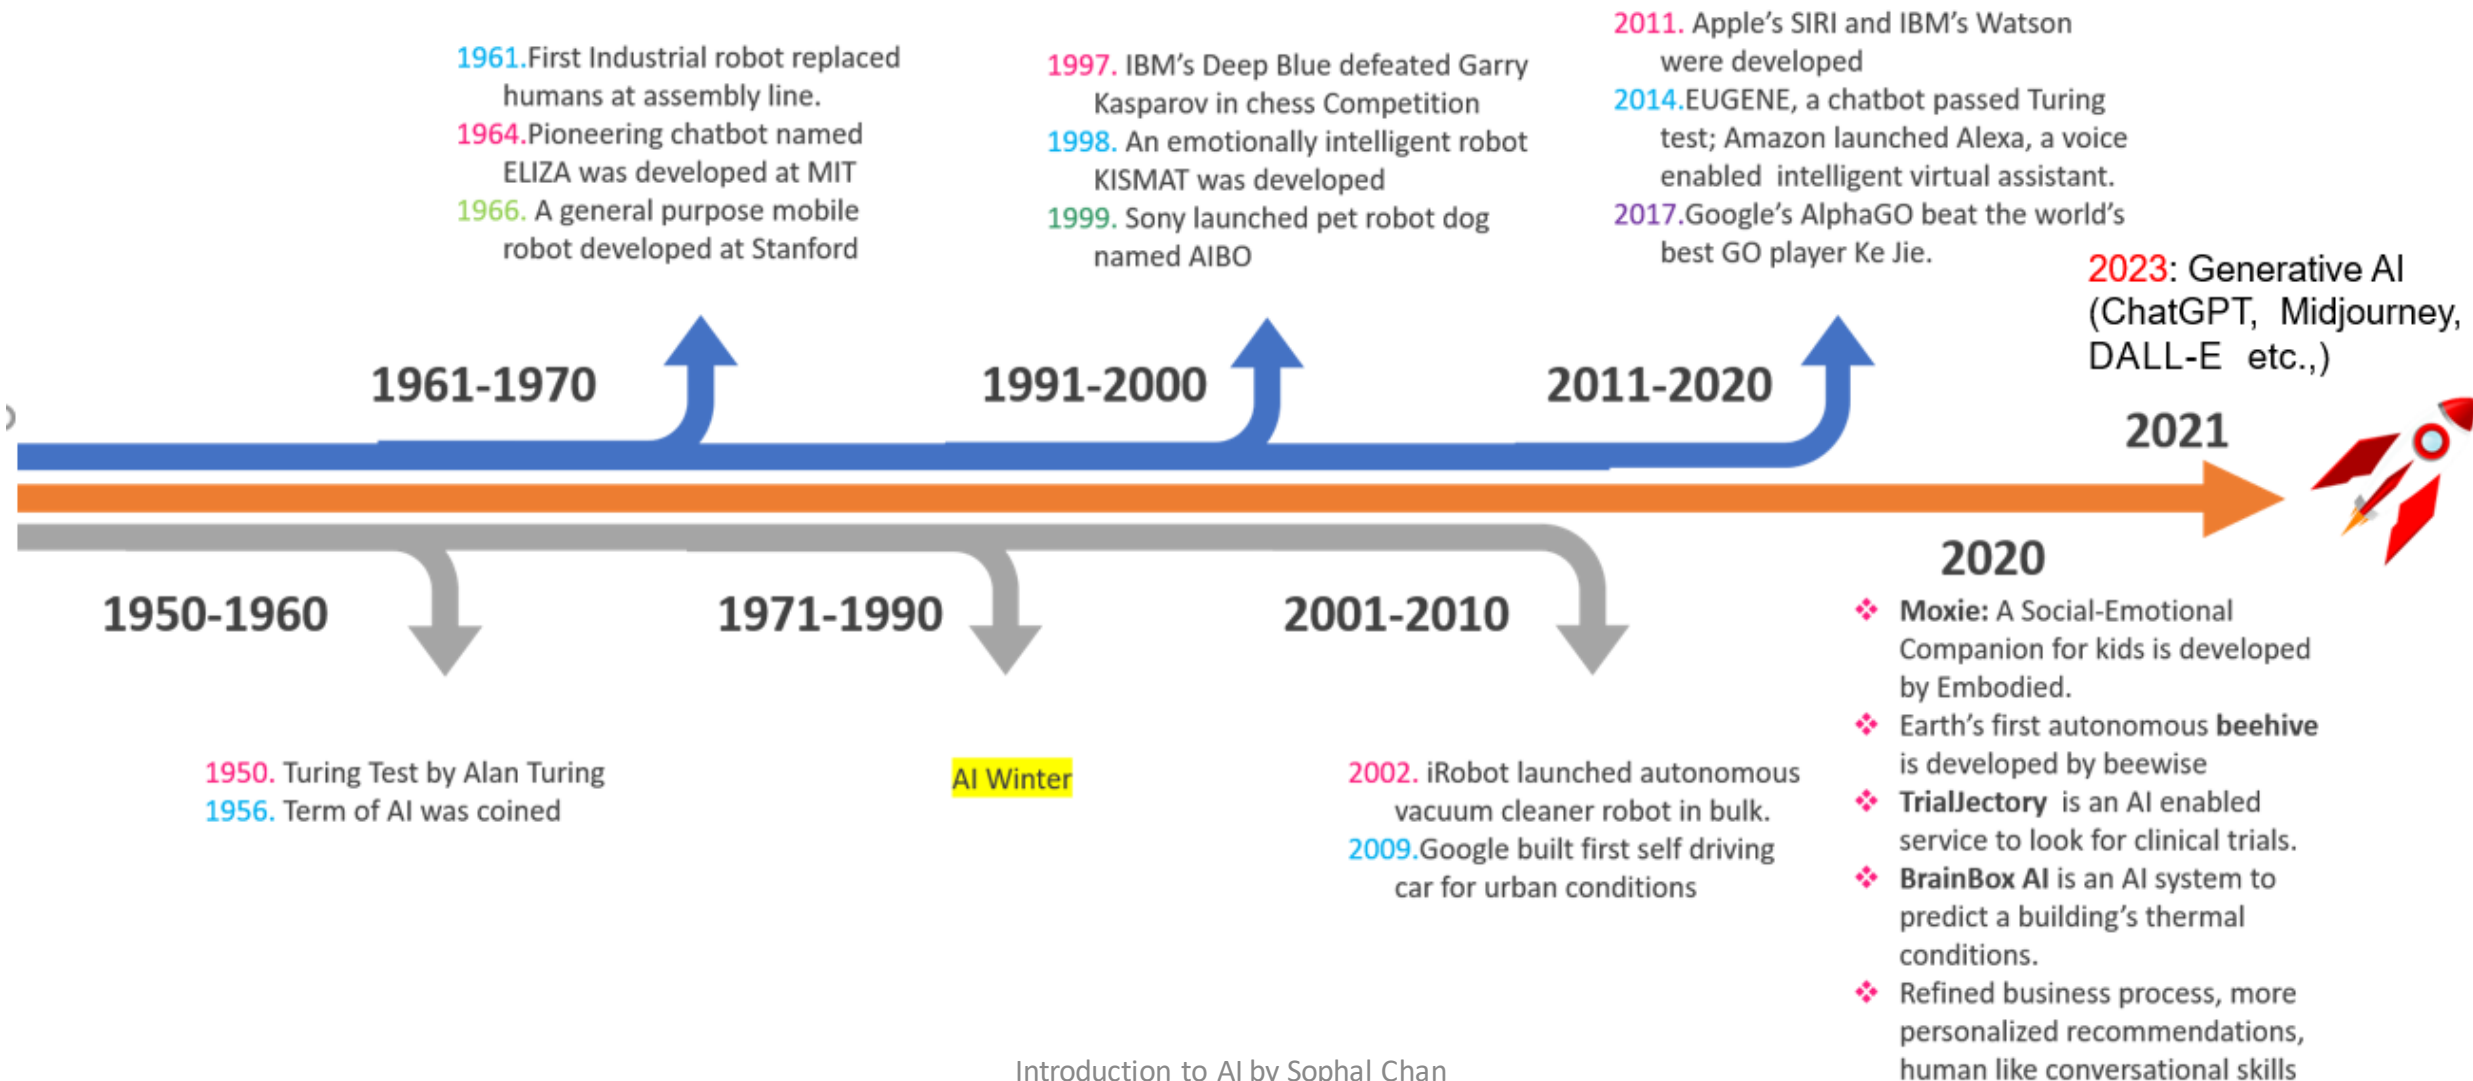 1961.First Industrial robot replaced
humans at assembly line.
1964.Pioneering chatbot named
ELIZA was developed at MIT
1966. A general purpose mobile
robot developed at Stanford
1997. IBM's Deep Blue defeated Garry
Kasparov in chess Competition
1998. An emotionally intelligent robot
KISMAT was developed
1999. Sony launched pet robot dog
named AIBO
2011. Apple's SIRI and IBM's Watson
were developed
2014.EUGENE, a chatbot passed Turing
test; Amazon launched Alexa, a voice
enabled intelligent virtual assistant.
2017.Google's AlphaGO beat the world's
best GO player Ke Jie.
2023: Generative AI
(ChatGPT, Midjourney,
DALL-E etc.,)
1961-1970
1991-2000
2011-2020
2021
1950-1960
1971-1990
2001-2010
2020
1950. Turing Test by Alan Turing
1956. Term of AI was coined
AI Winter
2002. iRobot launched autonomous
vacuum cleaner robot in bulk.
2009.Google built first self driving
car for urban conditions
Moxie: A Social-Emotional
Companion for kids is developed
by Embodied.
Earth's first autonomous beehive
is developed by beewise
TrialJectory is an AI enabled
service to look for clinical trials.
BrainBox AI is an AI system to
predict a building's thermal
conditions.
Refined business process, more
personalized recommendations,
human like conversational skills
Introduction to AI by Sophal Chan